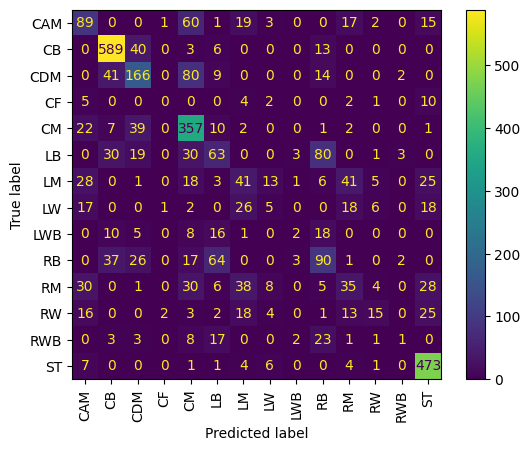 CAM 89 0 0 1 60 1 19 3 0 0 17 2 0 15
CB 0 589 40 0 3 6 0 0 0 13 0 0 0 0
CDM 0 41 166 0 80 9 0 0 0 14 0 0 2 0
CF 5 0 0 0 0 0 4 2 0 0 2 1 0 10
CM 22 7 39 0 357 10 2 0 0 1 2 0 0 1
LB 0 30 19 0 30 63 0 0 3 80 0 1 3 0
LM 28 0 1 0 18 3 41 13 1 6 41 5 0 25
LW 17 0 0 1 2 0 26 5 0 0 18 6 0 18
LWB 0 10 5 0 8 16 1 0 2 18 0 0 0 0
RB 0 37 26 0 17 64 0 0 3 90 1 0 2 0
RM 30 0 1 0 30 6 38 8 0 5 35 4 0 28
RW 16 0 0 2 3 2 18 4 0 1 13 15 0 25
RWB 0 3 3 0 8 17 0 0 2 23 1 1 1 0
ST 7 0 0 0 1 1 4 6 0 0 4 1 0 473
CAM CB CDM CF CM LB LM LW LWB RB RM RW RWB ST
Predicted label
True label
500
400
300
200
100
0